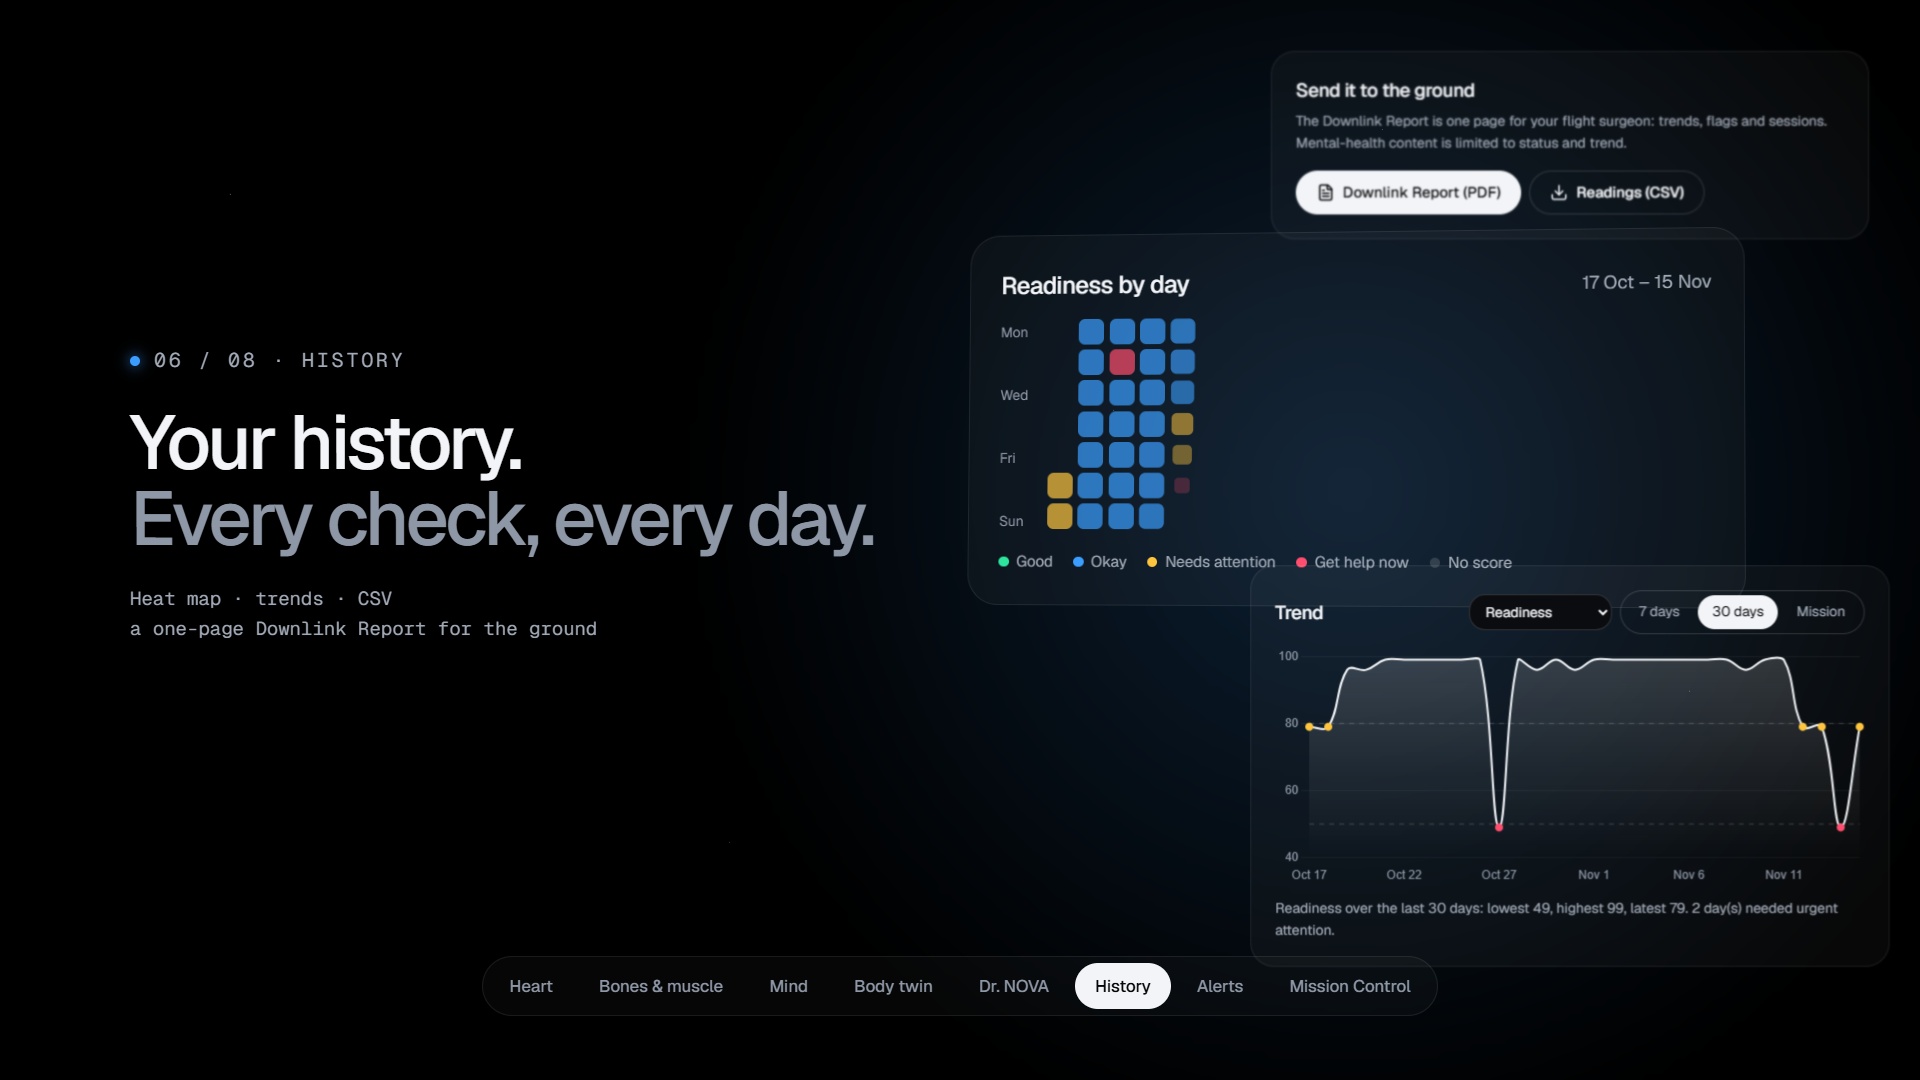 06 / 08 · HISTORY
Your history.
Every check, every day.
Heat map · trends · CSV
a one-page Downlink Report for the ground
Send it to the ground
The Downlink Report is one page for your flight surgeon: trends, flags and sessions.
Mental-health content is limited to status and trend.
Downlink Report (PDF)
Readings (CSV)
Readiness by day
17 Oct – 15 Nov
Mon
Wed
Fri
Sun
Good
Okay
Needs attention
Get help now
No score
Trend
Readiness
7 days
30 days
Mission
100
80
60
40
Oct 17
Oct 22
Oct 27
Nov 1
Nov 6
Nov 11
Readiness over the last 30 days: lowest 49, highest 99, latest 79. 2 day(s) needed urgent
attention.
Heart
Bones & muscle
Mind
Body twin
Dr. NOVA
History
Alerts
Mission Control